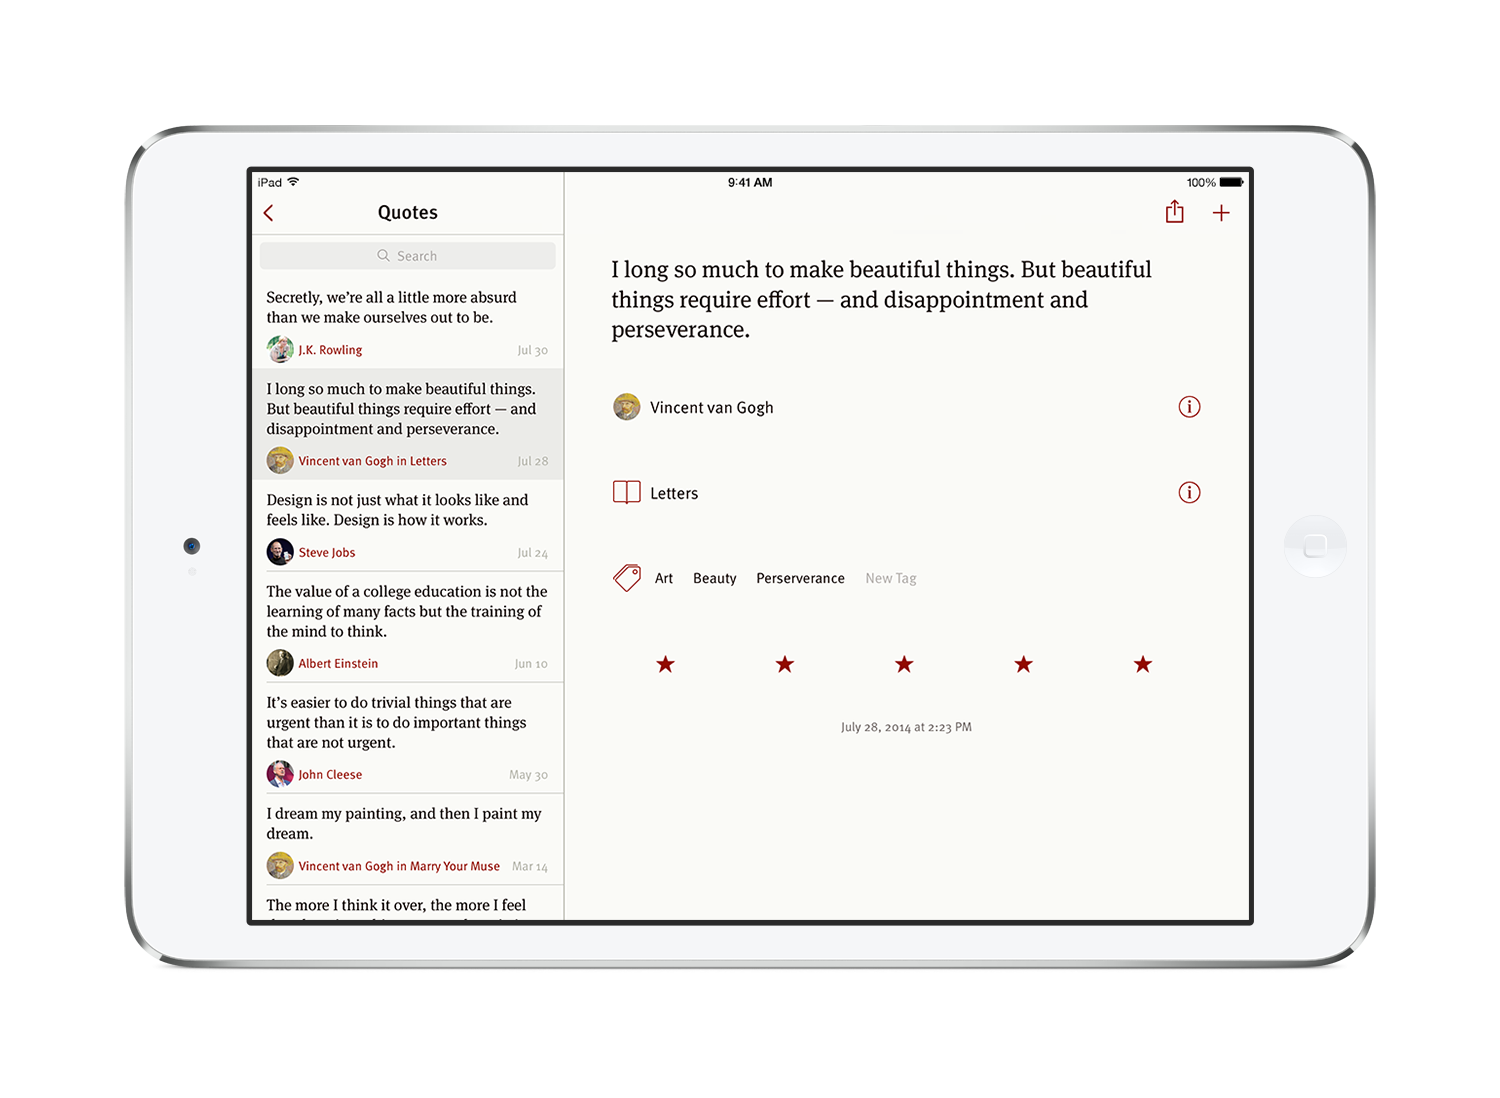 iPad
9:41 AM
100%
Quotes
Search
Secretly, we're all a little more absurd
than we make ourselves out to be.
J.K. Rowling
Jul 30
I long so much to make beautiful things.
But beautiful things require effort — and
disappointment and perseverance.
Vincent van Gogh in Letters
Jul 28
Design is not just what it looks like and
feels like. Design is how it works.
Steve Jobs
Jul 24
The value of a college education is not the
learning of many facts but the training of
the mind to think.
Albert Einstein
Jun 10
It's easier to do trivial things that are
urgent than it is to do important things
that are not urgent.
John Cleese
May 30
I dream my painting, and then I paint my
dream.
Vincent van Gogh in Marry Your Muse
Mar 14
The more I think it over, the more I feel
I long so much to make beautiful things. But beautiful
things require effort — and disappointment and
perseverance.
Vincent van Gogh
Letters
Art Beauty Perserverance New Tag
July 28, 2014 at 2:23 PM